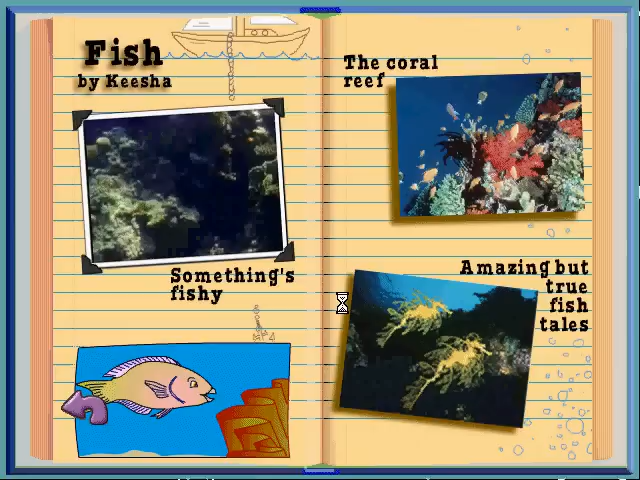 Fish
by Keesha
Something's
fishy
The coral
reef
Amazing but
true
fish
tales